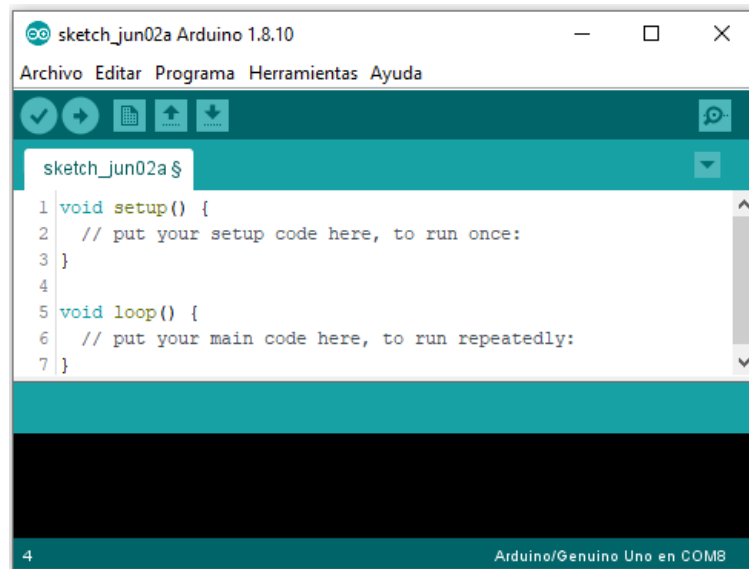 sketch_jun02a Arduino 1.8.10
Archivo Editar Programa Herramientas Ayuda
sketch_jun02a §
1 void setup() {
2   // put your setup code here, to run once:
3 }
4
5 void loop() {
6   // put your main code here, to run repeatedly:
7 }
4 Arduino/Genuino Uno en COM8